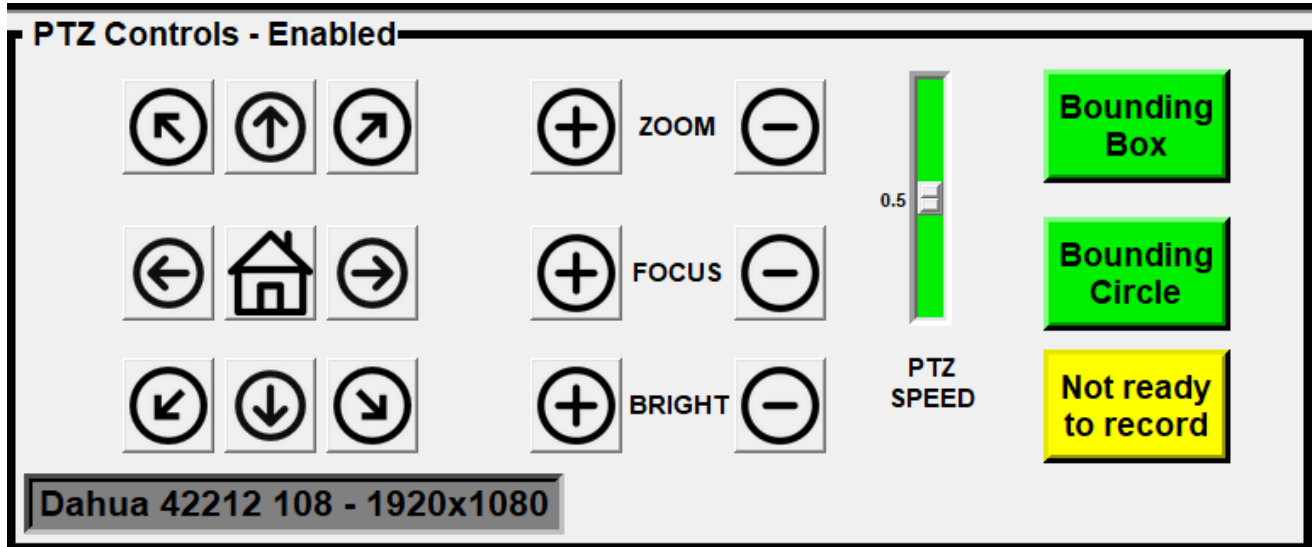 PTZ Controls - Enabled
ZOOM
FOCUS
BRIGHT
0.5
PTZ
SPEED
Bounding
Box
Bounding
Circle
Not ready
to record
Dahua 42212 108 - 1920x1080